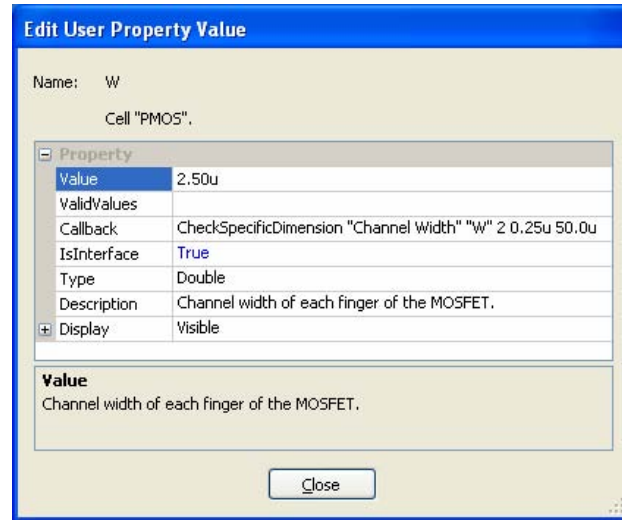 Edit User Property Value
Name: W
Cell "PMOS".
Property
Value 2.50u
ValidValues
Callback CheckSpecificDimension "Channel Width" "W" 2 0.25u 50.0u
IsInterface True
Type Double
Description Channel width of each finger of the MOSFET.
Display Visible
Value
Channel width of each finger of the MOSFET.
Close